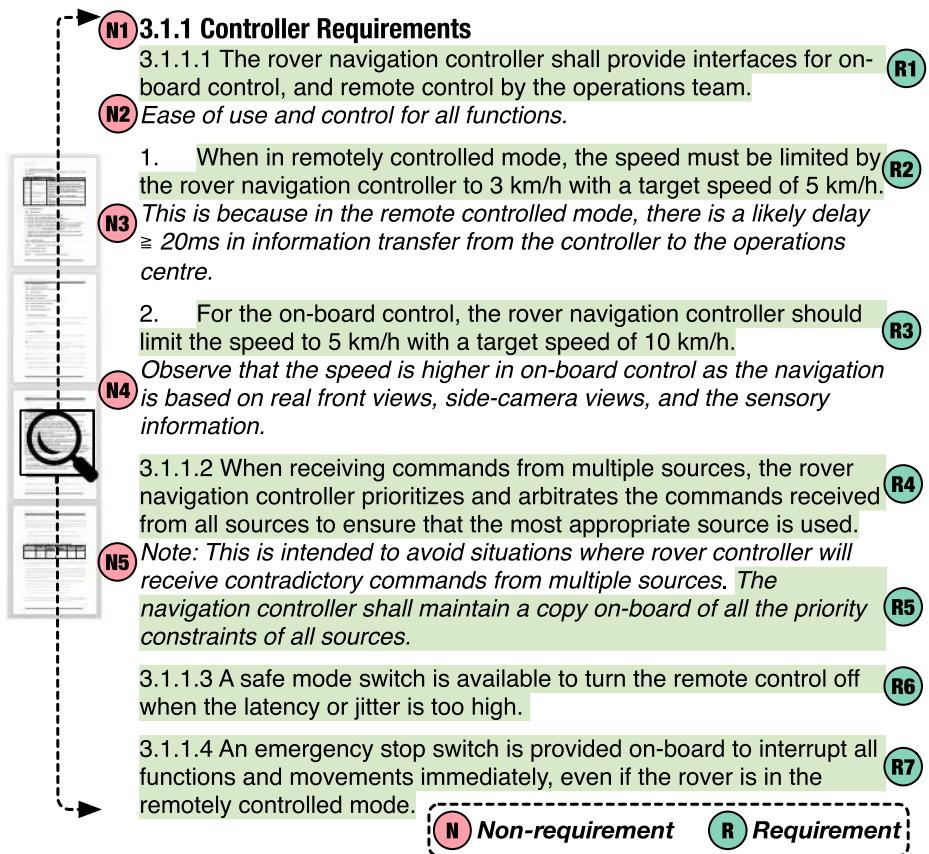 N1 3.1.1 Controller Requirements
3.1.1.1 The rover navigation controller shall provide interfaces for on-
board control, and remote control by the operations team. R1
N2 Ease of use and control for all functions.
1. When in remotely controlled mode, the speed must be limited by
the rover navigation controller to 3 km/h with a target speed of 5 km/h. R2
N3 This is because in the remote controlled mode, there is a likely delay
≧ 20ms in information transfer from the controller to the operations
centre.
2. For the on-board control, the rover navigation controller should
limit the speed to 5 km/h with a target speed of 10 km/h. R3
N4 Observe that the speed is higher in on-board control as the navigation
is based on real front views, side-camera views, and the sensory
information.
3.1.1.2 When receiving commands from multiple sources, the rover
navigation controller prioritizes and arbitrates the commands received R4
from all sources to ensure that the most appropriate source is used.
N5 Note: This is intended to avoid situations where rover controller will
receive contradictory commands from multiple sources. The
navigation controller shall maintain a copy on-board of all the priority R5
constraints of all sources.
3.1.1.3 A safe mode switch is available to turn the remote control off R6
when the latency or jitter is too high.
3.1.1.4 An emergency stop switch is provided on-board to interrupt all
functions and movements immediately, even if the rover is in the R7
remotely controlled mode.
N Non-requirement R Requirement